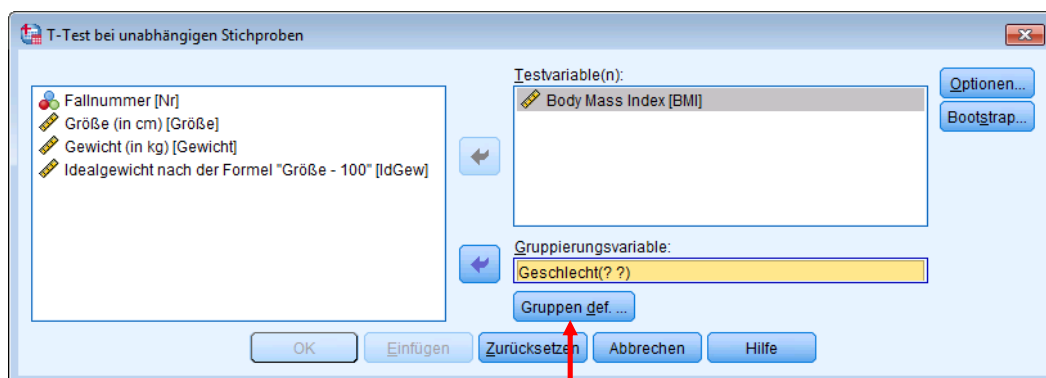 T-Test bei unabhängigen Stichproben
Fallnummer [Nr]
Größe (in cm) [Größe]
Gewicht (in kg) [Gewicht]
Idealgewicht nach der Formel "Größe - 100" [IdGew]
Testvariable(n):
Body Mass Index [BMI]
Gruppierungsvariable:
Geschlecht(? ?)
Gruppen def. ...
Optionen...
Bootstrap...
OK
Einfügen
Zurücksetzen
Abbrechen
Hilfe